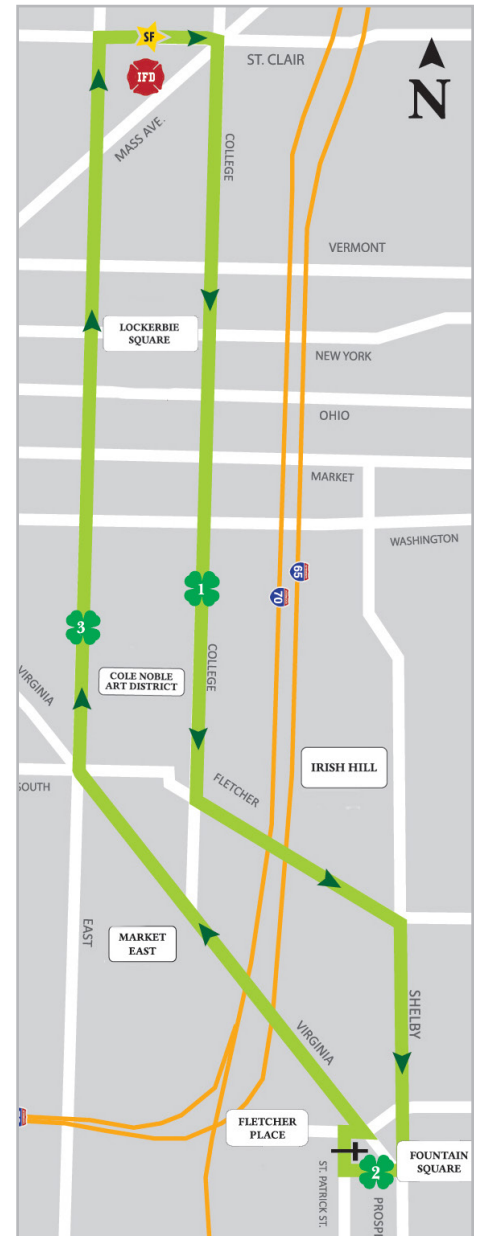 SF
ST. CLAIR
IFD
N
MASS AVE.
COLLEGE
VERMONT
LOCKERBIE
SQUARE
NEW YORK
OHIO
MARKET
WASHINGTON
65
70
1
3
COLLEGE
VIRGINIA
COLE NOBLE
ART DISTRICT
IRISH HILL
SOUTH
FLETCHER
EAST
MARKET
EAST
SHELBY
VIRGINIA
FLETCHER
PLACE
FOUNTAIN
SQUARE
2
ST. PATRICK ST.
PROSPE